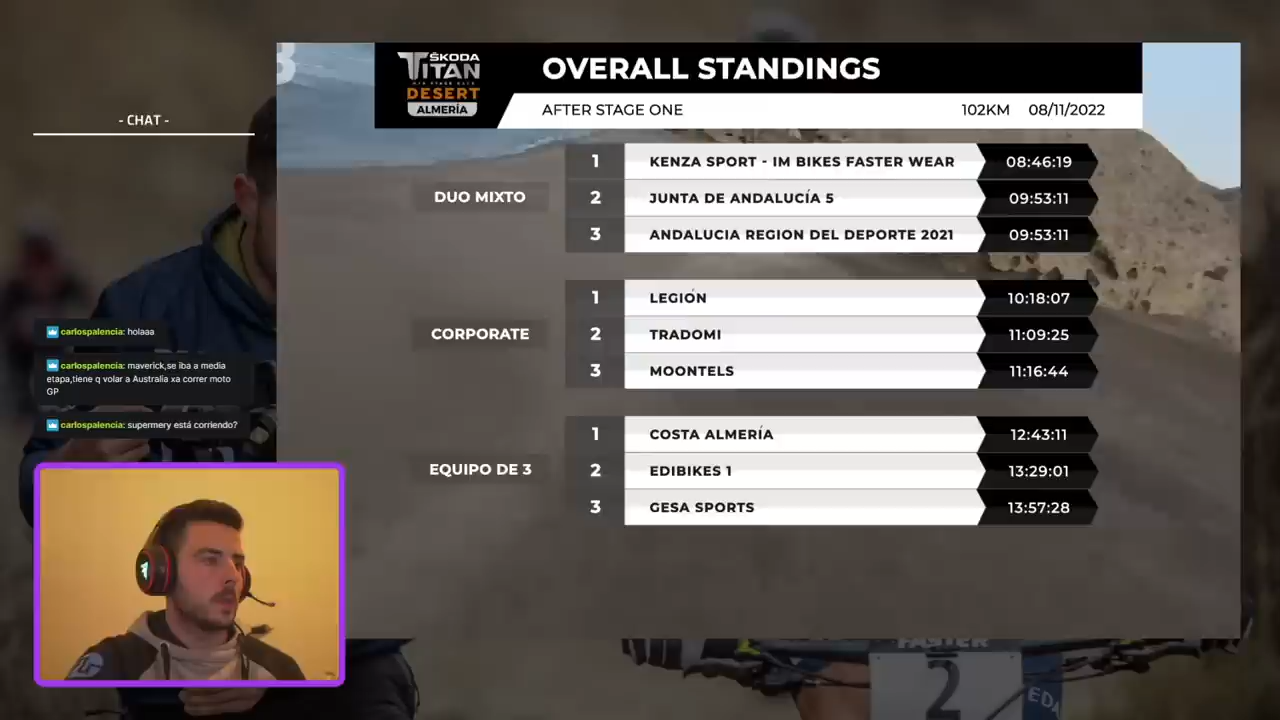 ŠKODA
TITAN
DESERT
ALMERÍA
OVERALL STANDINGS
AFTER STAGE ONE
102KM 08/11/2022
- CHAT -
DUO MIXTO
1 KENZA SPORT - IM BIKES FASTER WEAR 08:46:19
2 JUNTA DE ANDALUCÍA 5 09:53:11
3 ANDALUCIA REGION DEL DEPORTE 2021 09:53:11
CORPORATE
1 LEGIÓN 10:18:07
2 TRADOMI 11:09:25
3 MOONTELS 11:16:44
EQUIPO DE 3
1 COSTA ALMERÍA 12:43:11
2 EDIBIKES 1 13:29:01
3 GESA SPORTS 13:57:28
carlospalencia: holaaa
carlospalencia: maverick,se iba a media
etapa,tiene q volar a Australia xa correr moto
GP
carlospalencia: supermery está corriendo?
FASTER
2
EDA